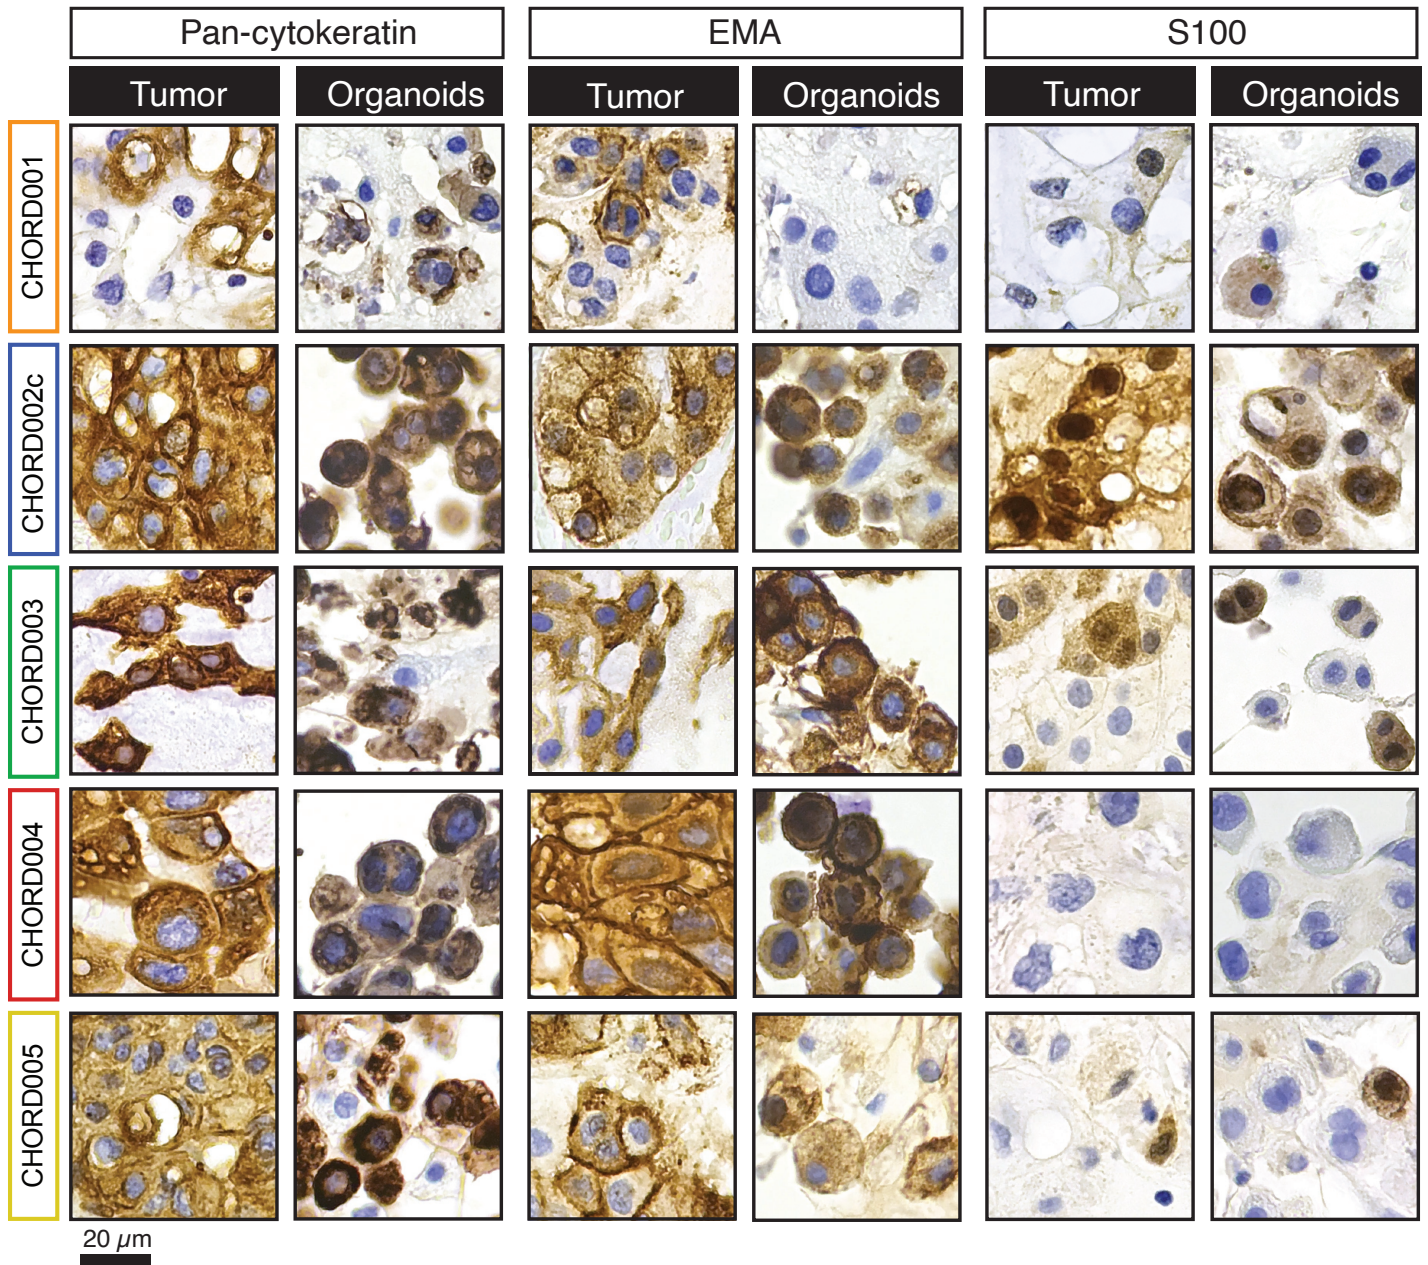 Pan-cytokeratin EMA S100
Tumor Organoids Tumor Organoids Tumor Organoids
CHORD001
CHORD002c
CHORD003
CHORD004
CHORD005
20 µm